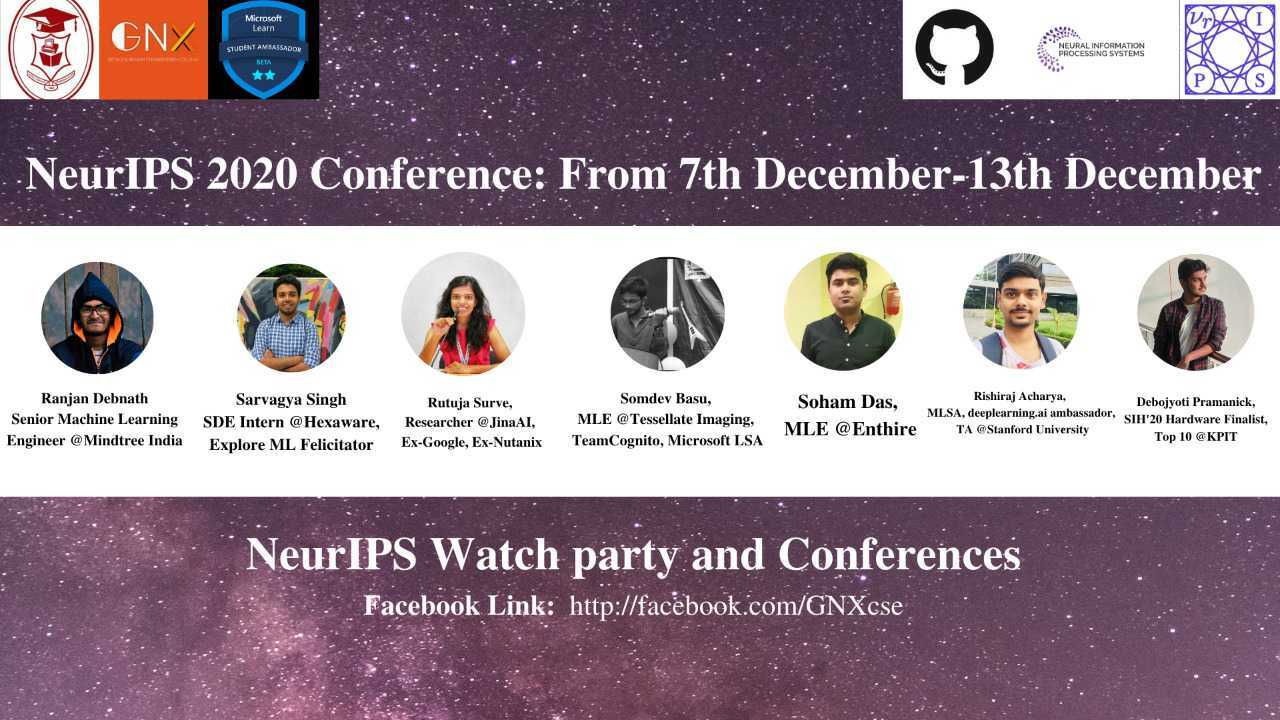 GNX
Microsoft
Learn
STUDENT AMBASSADOR
BETA
NEURAL INFORMATION
PROCESSING SYSTEMS
I
P
S
NeurIPS 2020 Conference: From 7th December-13th December
Ranjan Debnath
Senior Machine Learning
Engineer @Mindtree India
Sarvagya Singh
SDE Intern @Hexaware,
Explore ML Felicitator
Rutuja Surve,
Researcher @JinaAI,
Ex-Google, Ex-Nutanix
Somdev Basu,
MLE @Tessellate Imaging,
TeamCognito, Microsoft LSA
Soham Das,
MLE @Enthire
Rishiraj Acharya,
MLSA, deeplearning.ai ambassador,
TA @Stanford University
Debojyoti Pramanick,
SIH'20 Hardware Finalist,
Top 10 @KPIT
NeurIPS Watch party and Conferences
Facebook Link: http://facebook.com/GNXcse